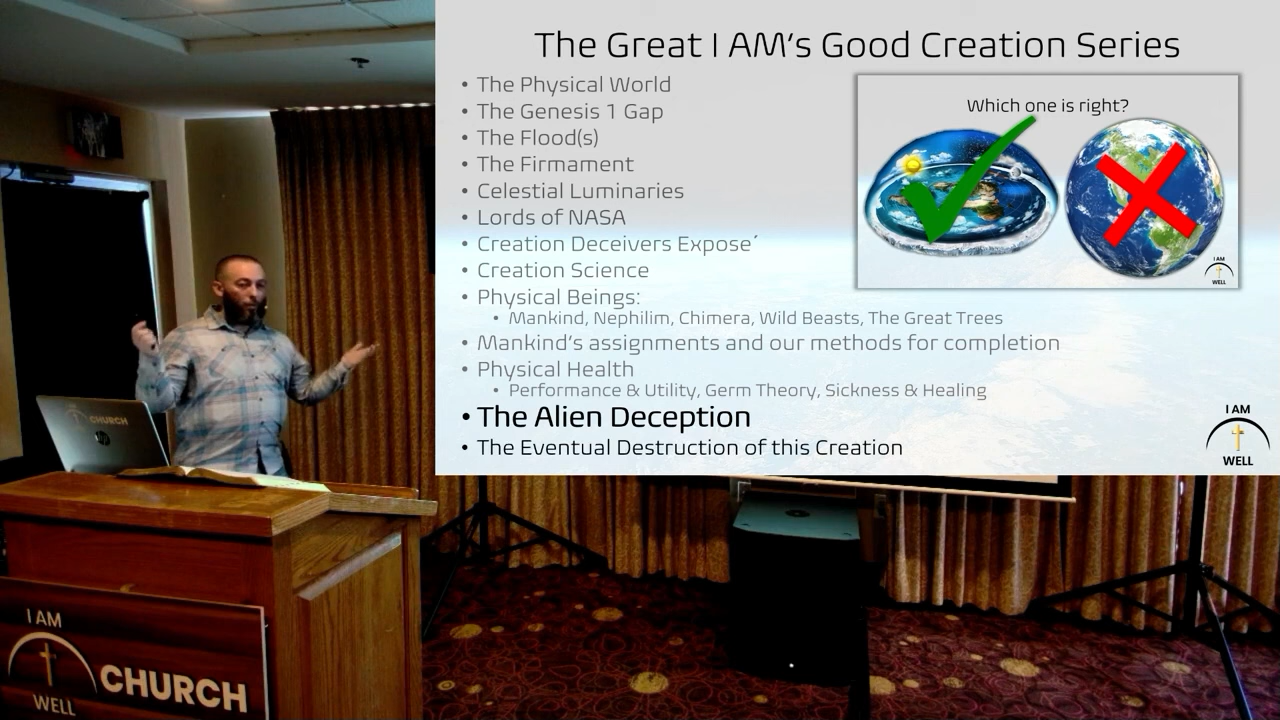 The Great I AM's Good Creation Series
• The Physical World
• The Genesis 1 Gap
• The Flood(s)
• The Firmament
• Celestial Luminaries
• Lords of NASA
• Creation Deceivers Expose´
• Creation Science
• Physical Beings:
• Mankind, Nephilim, Chimera, Wild Beasts, The Great Trees
• Mankind's assignments and our methods for completion
• Physical Health
• Performance & Utility, Germ Theory, Sickness & Healing
• The Alien Deception
• The Eventual Destruction of this Creation
Which one is right?
I AM
WELL
I AM
WELL
CHURCH
hp
I AM
WELL
CHURCH